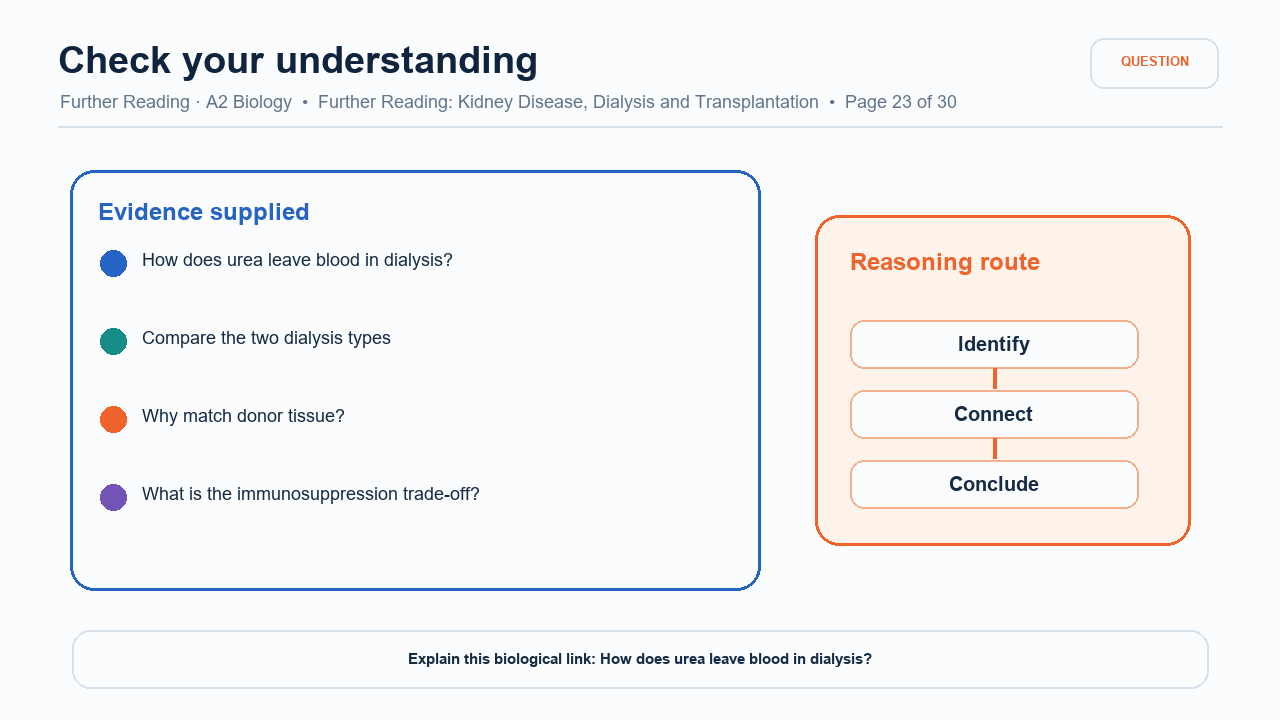 Check your understanding
QUESTION
Further Reading · A2 Biology • Further Reading: Kidney Disease, Dialysis and Transplantation • Page 23 of 30
Evidence supplied
How does urea leave blood in dialysis?
Compare the two dialysis types
Why match donor tissue?
What is the immunosuppression trade-off?
Reasoning route
Identify
Connect
Conclude
Explain this biological link: How does urea leave blood in dialysis?